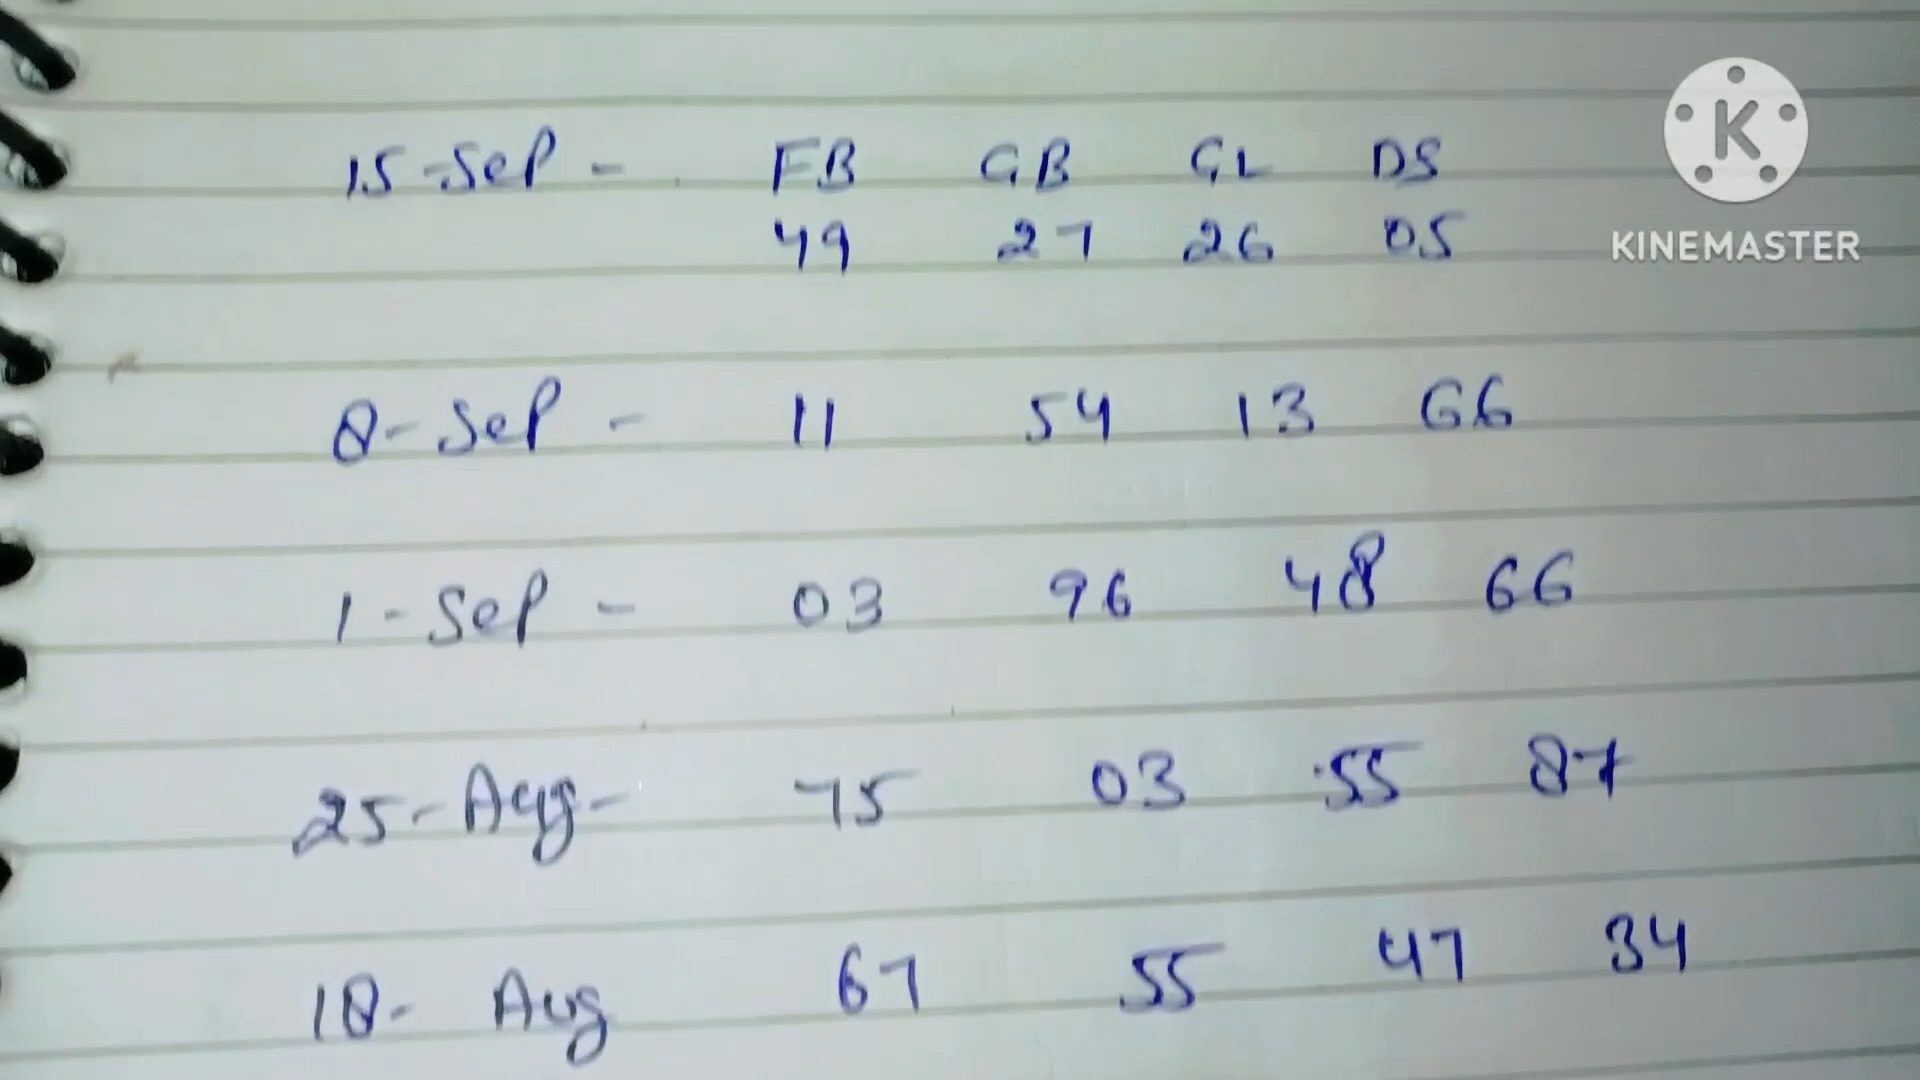 15-Sep - FB GB GL DS
49 27 26 05
KINEMASTER
8-Sep - 11 54 13 66
1-Sep - 03 96 48 66
25-Aug- 75 03 55 87
18- Aug 67 55 47 34